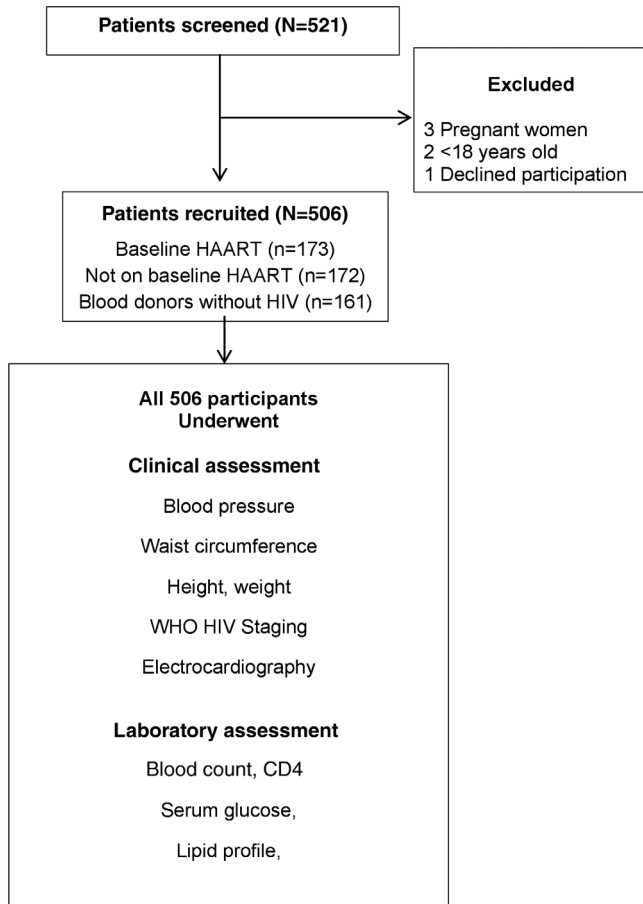 Patients screened (N=521)
Excluded
3 Pregnant women
2 <18 years old
1 Declined participation
Patients recruited (N=506)
Baseline HAART (n=173)
Not on baseline HAART (n=172)
Blood donors without HIV (n=161)
All 506 participants
Underwent
Clinical assessment
Blood pressure
Waist circumference
Height, weight
WHO HIV Staging
Electrocardiography
Laboratory assessment
Blood count, CD4
Serum glucose,
Lipid profile,